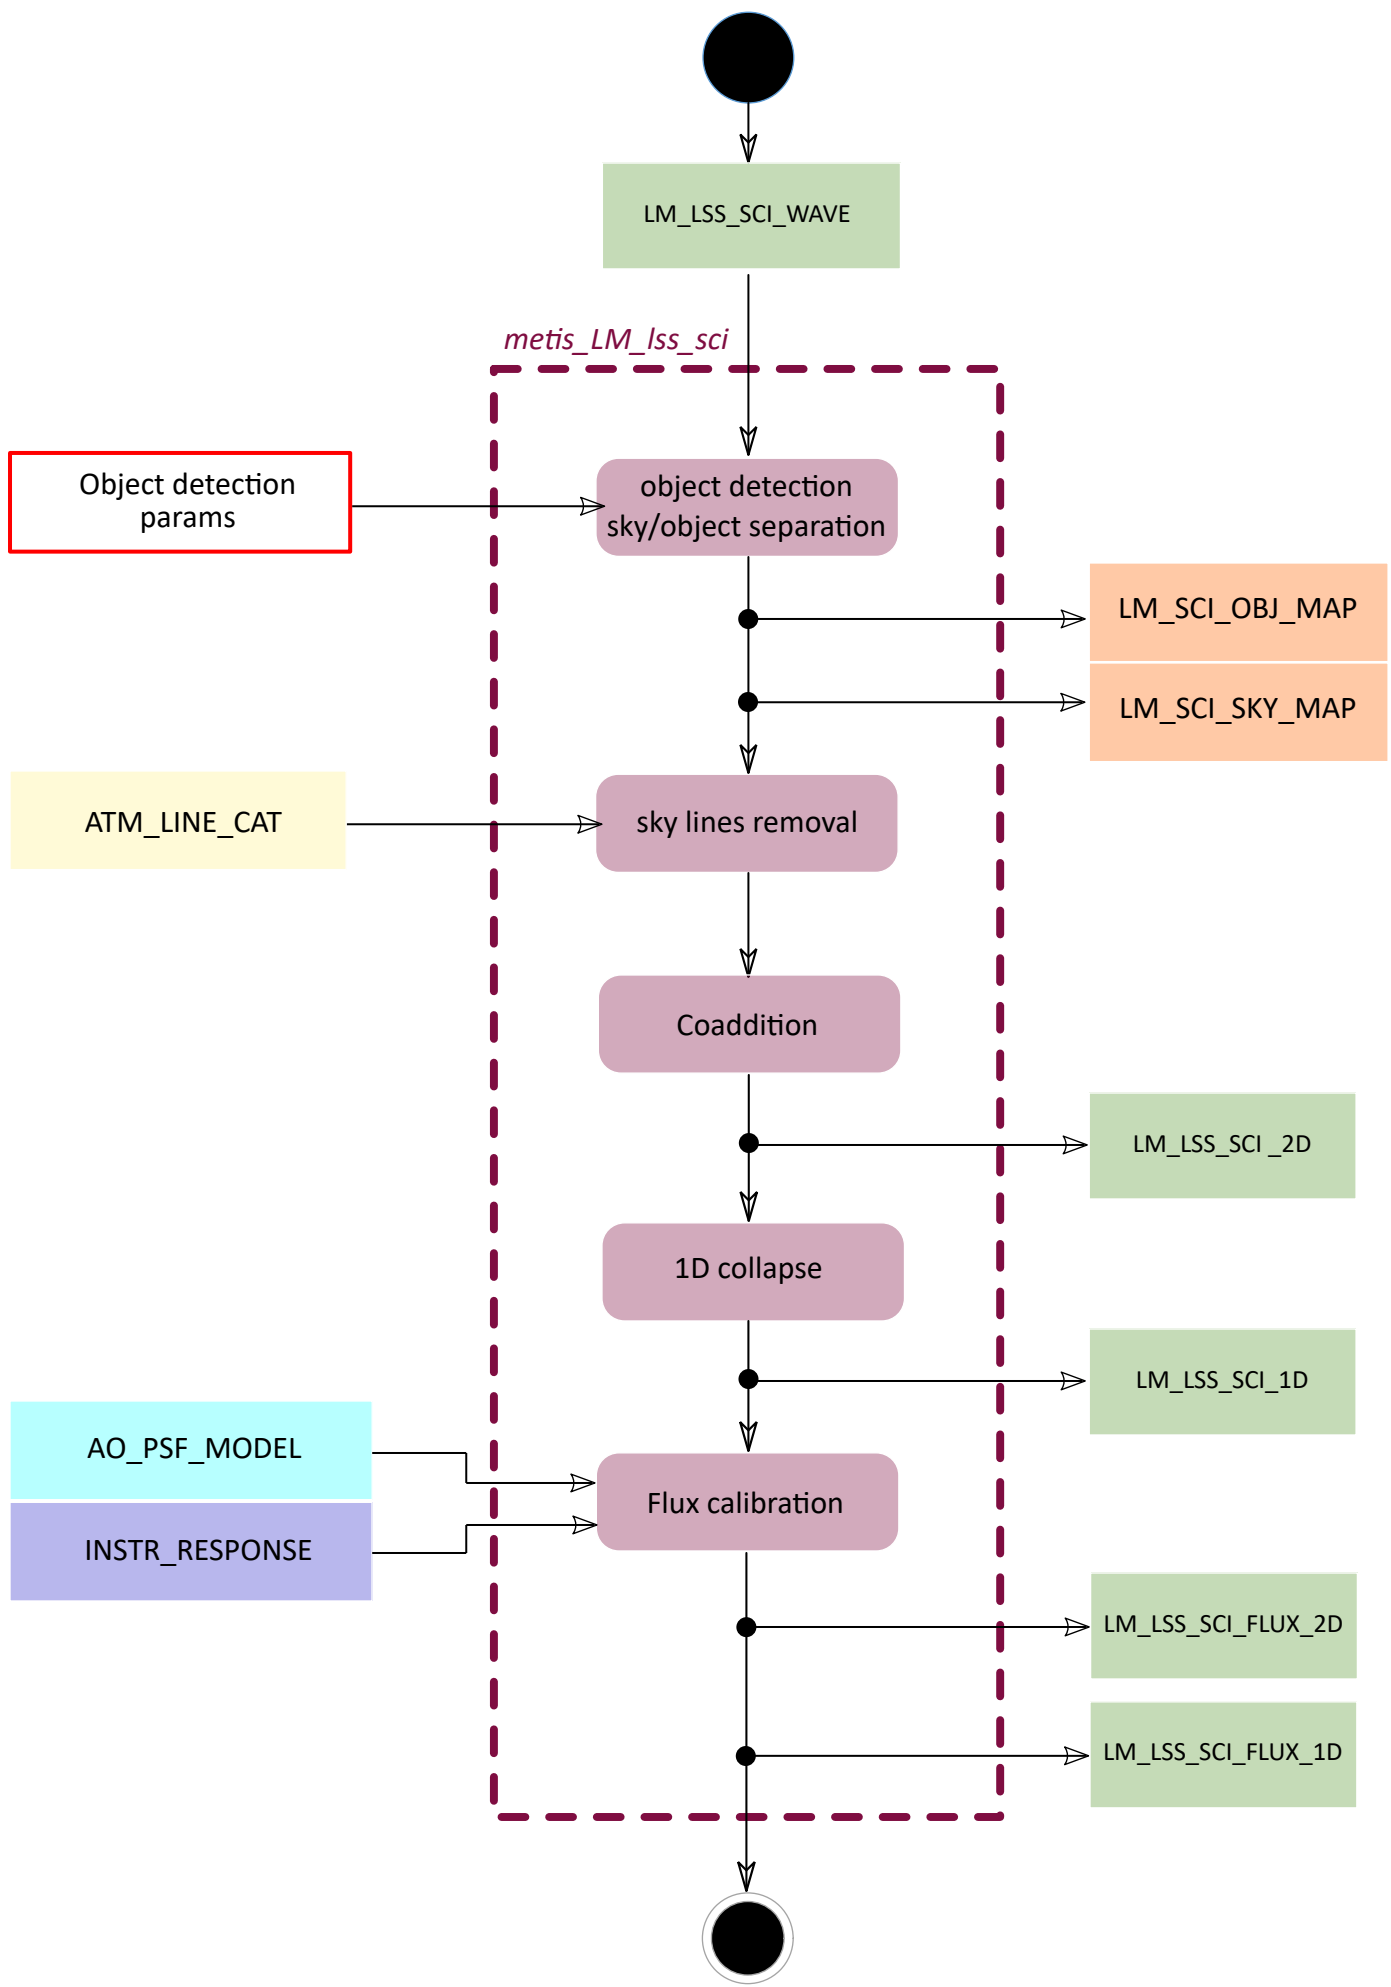 LM_LSS_SCI_WAVE
metis_LM_lss_sci
Object detection
params
object detection
sky/object separation
LM_SCI_OBJ_MAP
LM_SCI_SKY_MAP
ATM_LINE_CAT
sky lines removal
Coaddition
LM_LSS_SCI _2D
1D collapse
LM_LSS_SCI_1D
AO_PSF_MODEL
Flux calibration
INSTR_RESPONSE
LM_LSS_SCI_FLUX_2D
LM_LSS_SCI_FLUX_1D